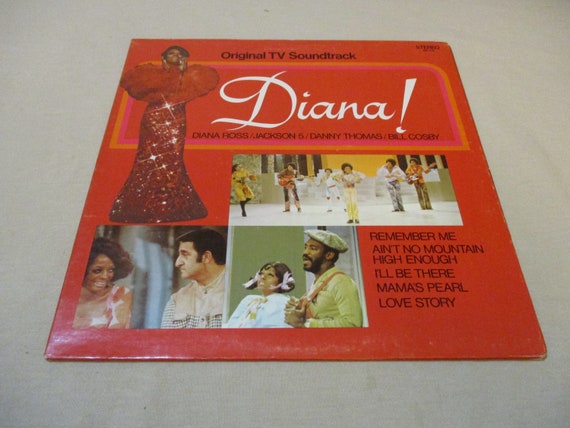 Original TV Soundtrack
STEREO
Diana!
DIANA ROSS/JACKSON 5/DANNY THOMAS/BILL COSBY
REMEMBER ME
AIN'T NO MOUNTAIN
HIGH ENOUGH
I'LL BE THERE
MAMA'S PEARL
LOVE STORY